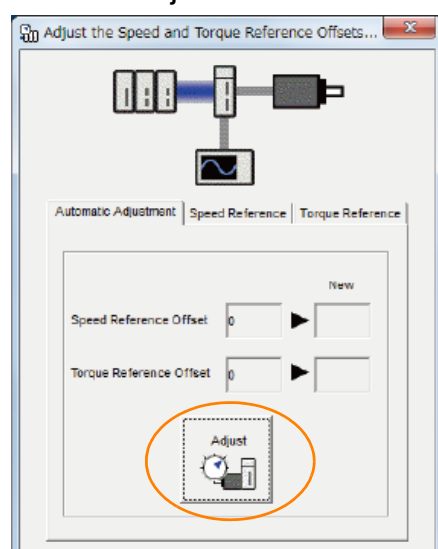 Adjust the Speed and Torque Reference Offsets...
Automatic Adjustment Speed Reference Torque Reference
New
Speed Reference Offset 0
Torque Reference Offset 0
Adjust